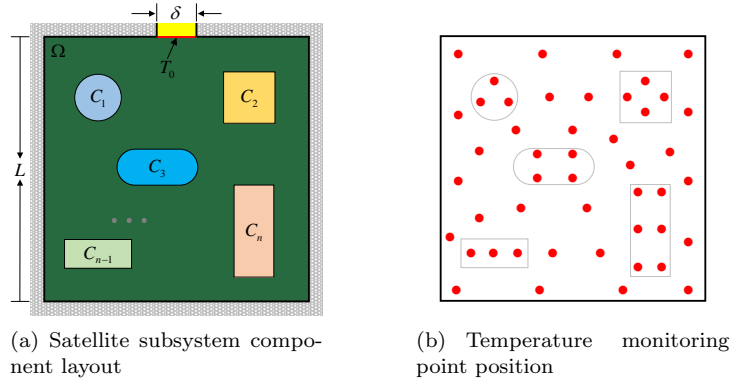 δ
Ω
T₀
C₁
C₂
L
C₃
• • •
Cₙ
Cₙ₋₁
(a) Satellite subsystem compo-
nent layout
(b) Temperature monitoring
point position